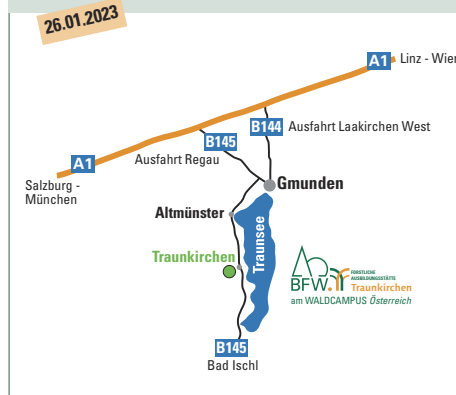 26.01.2023
A1
Linz - Wien
B144
Ausfahrt Laakirchen West
B145
Ausfahrt Regau
A1
Salzburg -
München
Gmunden
Altmünster
Traunsee
Traunkirchen
BFW.
FORSTLICHE
AUSBILDUNGSSTÄTTE
Traunkirchen
am WALDCAMPUS Österreich
B145
Bad Ischl